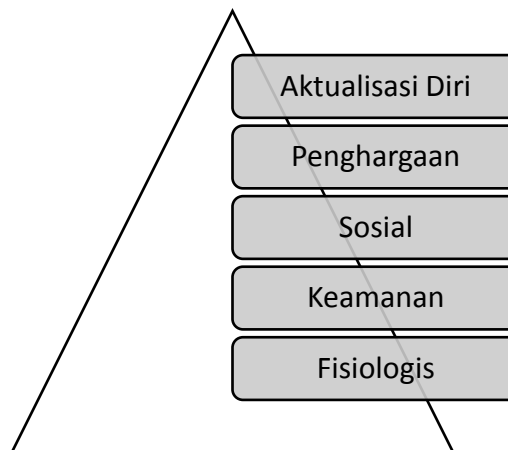 Aktualisasi Diri
Penghargaan
Sosial
Keamanan
Fisiologis